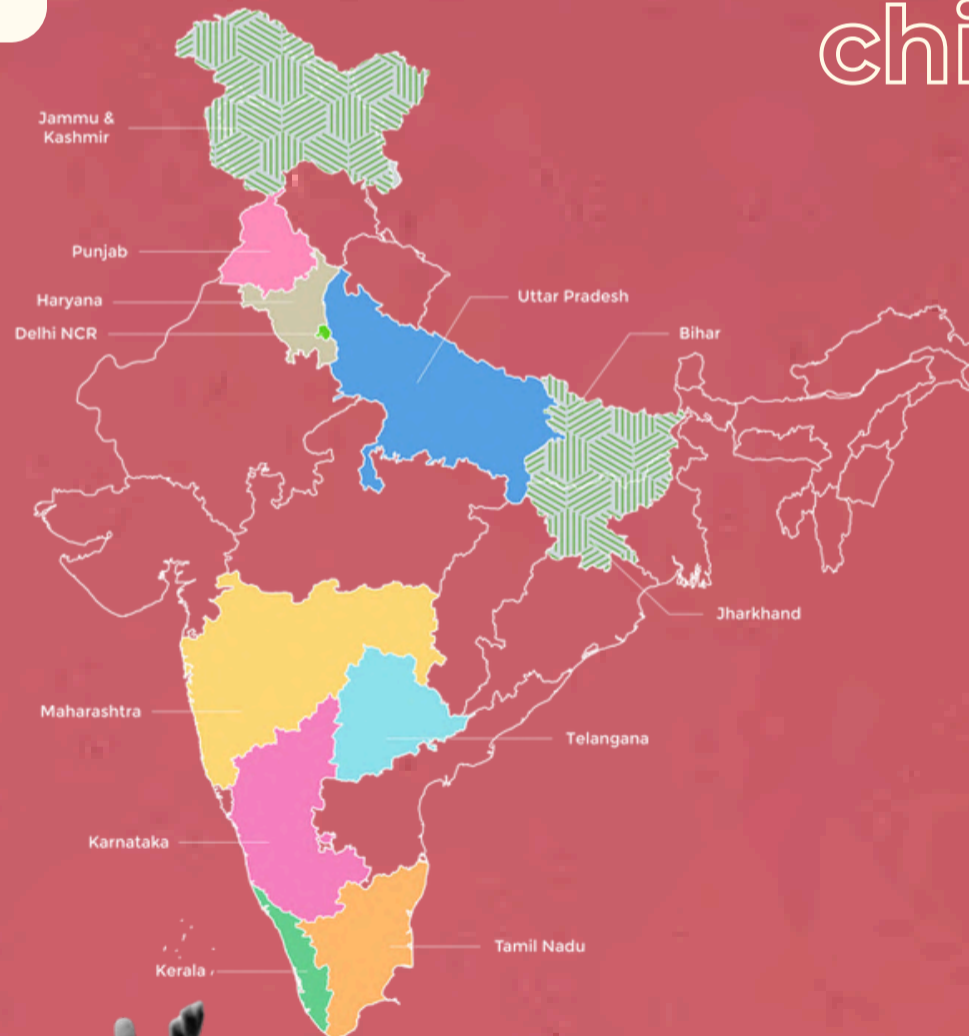 chi
Jammu &
Kashmir
Punjab
Haryana
Uttar Pradesh
Delhi NCR
Bihar
Jharkhand
Maharashtra
Telangana
Karnataka
Tamil Nadu
Kerala